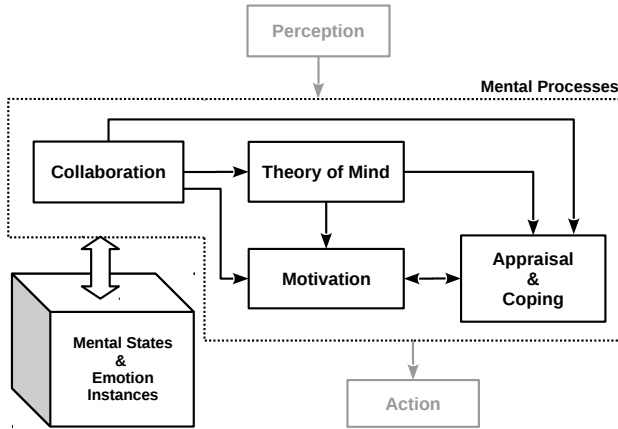 Perception
Mental Processes
Collaboration
Theory of Mind
Motivation
Appraisal
&
Coping
Mental States
&
Emotion
Instances
Action